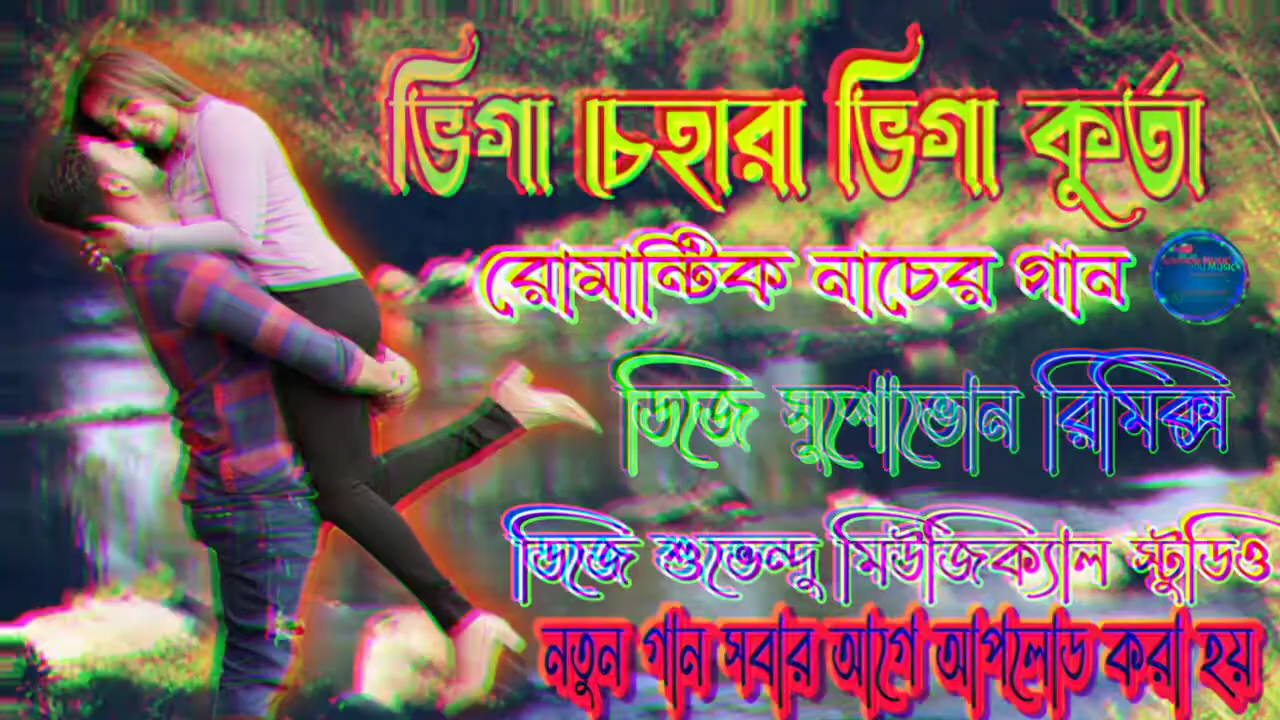 ভিগা চেহারা ভিগা কুর্তা
রোমান্টিক নাচের গান
ডিজে সুশোভোন রিমিক্স
ডিজে শুভেন্দু মিউজিক্যাল স্টুডিও
নতুন গান সবার আগে আপলোড করা হয়